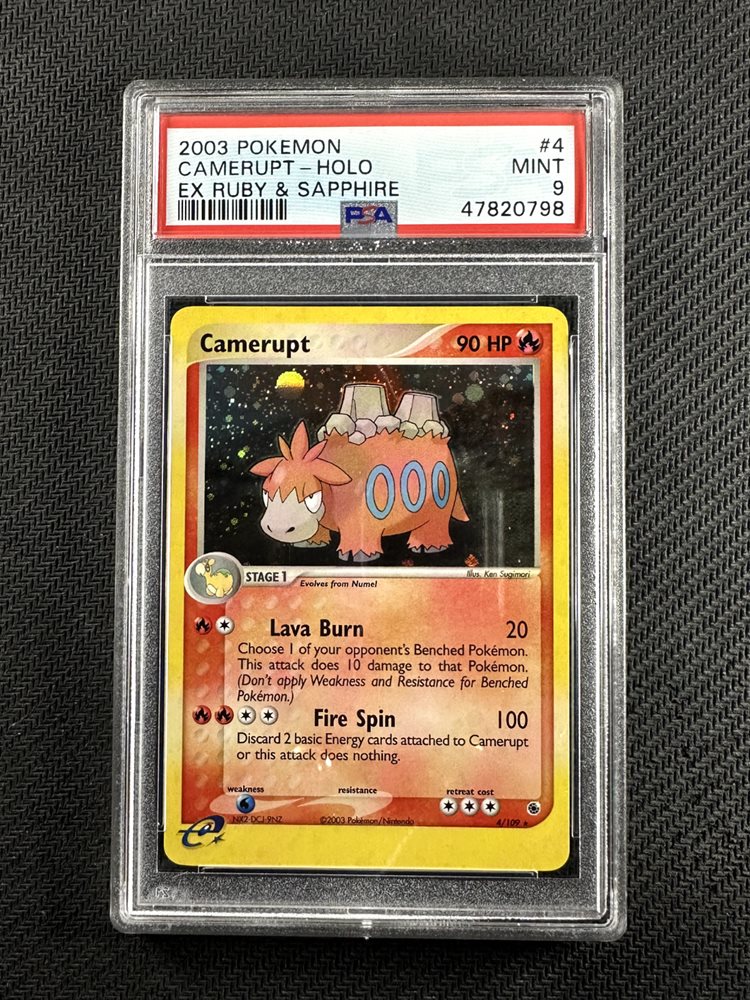 2003 POKEMON #4
CAMERUPT - HOLO MINT
EX RUBY & SAPPHIRE 9
PSA 47820798
Camerupt 90 HP
STAGE 1 Evolves from Numel Illus. Ken Sugimori
Lava Burn 20
Choose 1 of your opponent's Benched Pokémon.
This attack does 10 damage to that Pokémon.
(Don't apply Weakness and Resistance for Benched
Pokémon.)
Fire Spin 100
Discard 2 basic Energy cards attached to Camerupt
or this attack does nothing.
weakness resistance retreat cost
NX2-DCJ-9NZ ©2003 Pokémon/Nintendo 4/109 ★